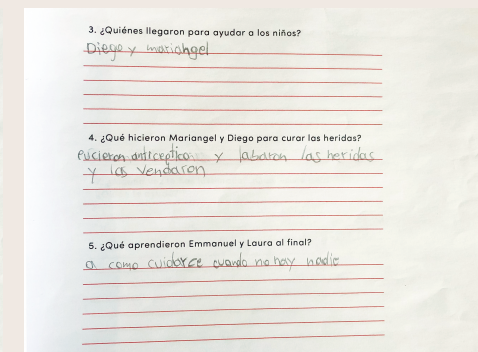 3. ¿Quiénes llegaron para ayudar a los niños?
Diego y mariangel
4. ¿Qué hicieron Mariangel y Diego para curar las heridas?
pucieron anticeptico y labaron las heridas
y las vendaron
5. ¿Qué aprendieron Emmanuel y Laura al final?
a como cuidarce cuando no hay nadie